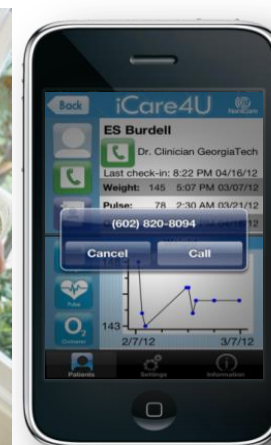 Back
iCare4U
ES Burdell
Dr. Clinician GeorgiaTech
Last check-in: 8:22 PM 04/16/12
Weight: 145 5:07 PM 03/07/12
Pulse: 78 2:30 AM 03/21/12
(602) 820-8094
Cancel
Call
Pulse
O2
143
2/7/12
3/7/12
Patients
Settings
Information